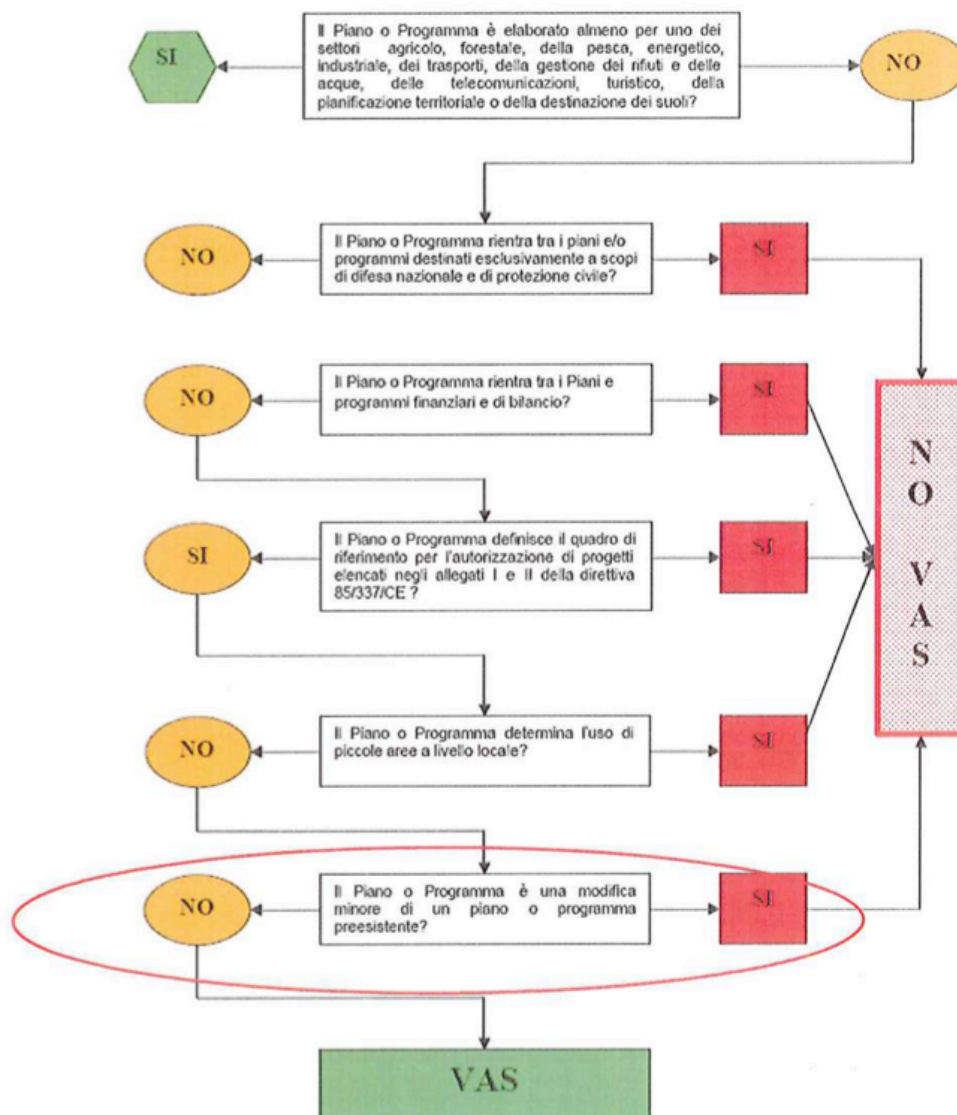 Il Piano o Programma è elaborato almeno per uno dei
settori agricolo, forestale, della pesca, energetico,
industriale, dei trasporti, della gestione dei rifiuti e delle
acque, delle telecomunicazioni, turistico, della
planificazione territoriale o della destinazione dei suoli?
SI
NO
NO
Il Piano o Programma rientra tra i piani e/o
programmi destinati esclusivamente a scopi
di difesa nazionale e di protezione civile?
SI
NO
Il Piano o Programma rientra tra i Piani e
programmi finanziari e di bilancio?
SI
SI
Il Piano o Programma definisce il quadro di
riferimento per l'autorizzazione di progetti
elencati negli allegati I e II della direttiva
85/337/CE ?
SI
NO
Il Piano o Programma determina l'uso di
piccole aree a livello locale?
SI
NO
Il Piano o Programma è una modifica
minore di un piano o programma
preesistente?
SI
NO VAS
VAS